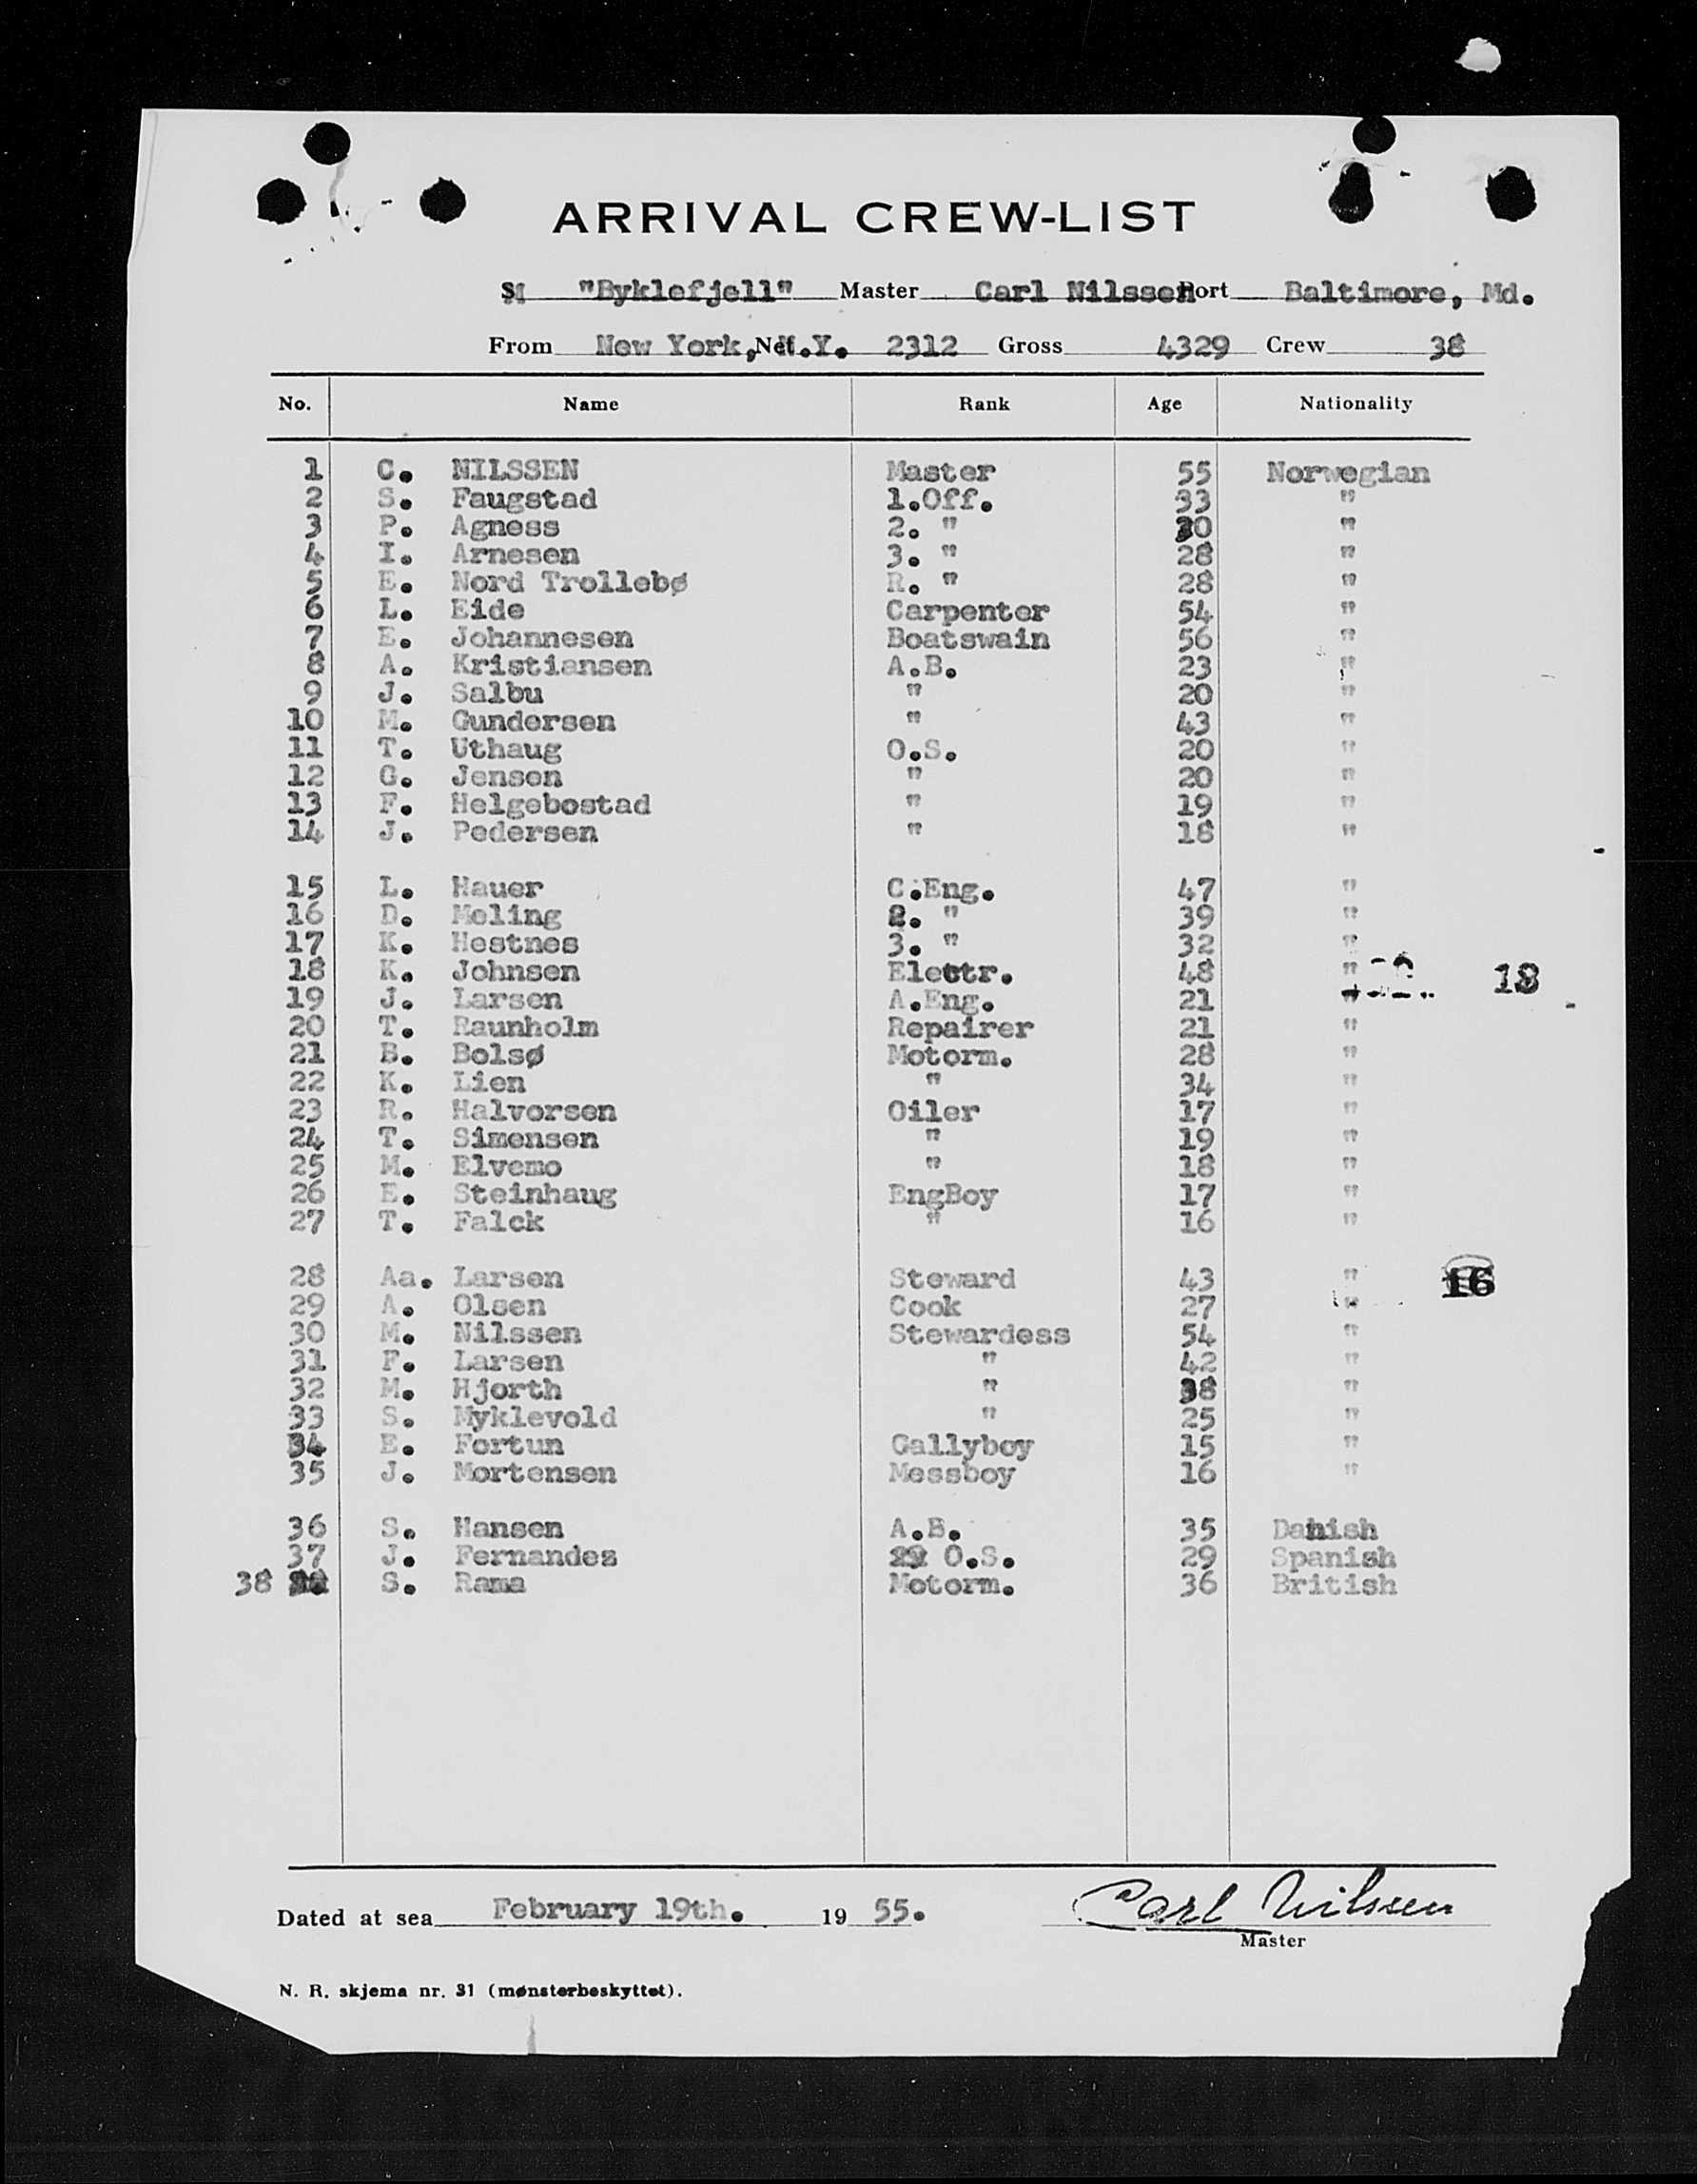 ARRIVAL CREW-LIST
"Byklefjell" Master Carl Nilssen Port Baltimore, Md.
From New York, N.Y. Net 2312 Gross 4329 Crew 38
No. Name Rank Age Nationality
1 C. NILSSEN Master 55 Norwegian
2 S. Faugstad 1.Off. 33 "
3 P. Agness 2. " 30 "
4 I. Arnesen 3. " 28 "
5 E. Nord Trollebø R. " 28 "
6 L. Eide Carpenter 54 "
7 E. Johannesen Boatswain 56 "
8 A. Kristiansen A.B. 23 "
9 J. Salbu " 20 "
10 M. Gundersen " 43 "
11 T. Uthaug O.S. 20 "
12 G. Jensen " 20 "
13 F. Helgebostad " 19 "
14 J. Pedersen " 18 "
15 L. Hauer C.Eng. 47 "
16 D. Meling 2. " 39 "
17 K. Hestnes 3. " 32 "
18 K. Johnsen Electr. 48 " 18
19 J. Larsen A.Eng. 21 "
20 T. Raunholm Repairer 21 "
21 B. Bolsø Motorm. 28 "
22 K. Lien " 34 "
23 R. Halvorsen Oiler 17 "
24 T. Simensen " 19 "
25 M. Elvemo " 18 "
26 E. Steinhaug EngBoy 17 "
27 T. Falck " 16 "
28 Aa. Larsen Steward 43 " 16
29 A. Olsen Cook 27 "
30 M. Nilssen Stewardess 54 "
31 F. Larsen " 42 "
32 M. Hjorth " 38 "
33 S. Myklevold " 25 "
34 E. Fortun Gallyboy 15 "
35 J. Mortensen Messboy 16 "
36 S. Hansen A.B. 35 Danish
37 J. Fernandes O.S. 29 Spanish
38 S. Rama Motorm. 36 British
Dated at sea February 19th. 19 55. Carl Nilssen
Master
N. R. skjema nr. 31 (mønsterbeskyttet).